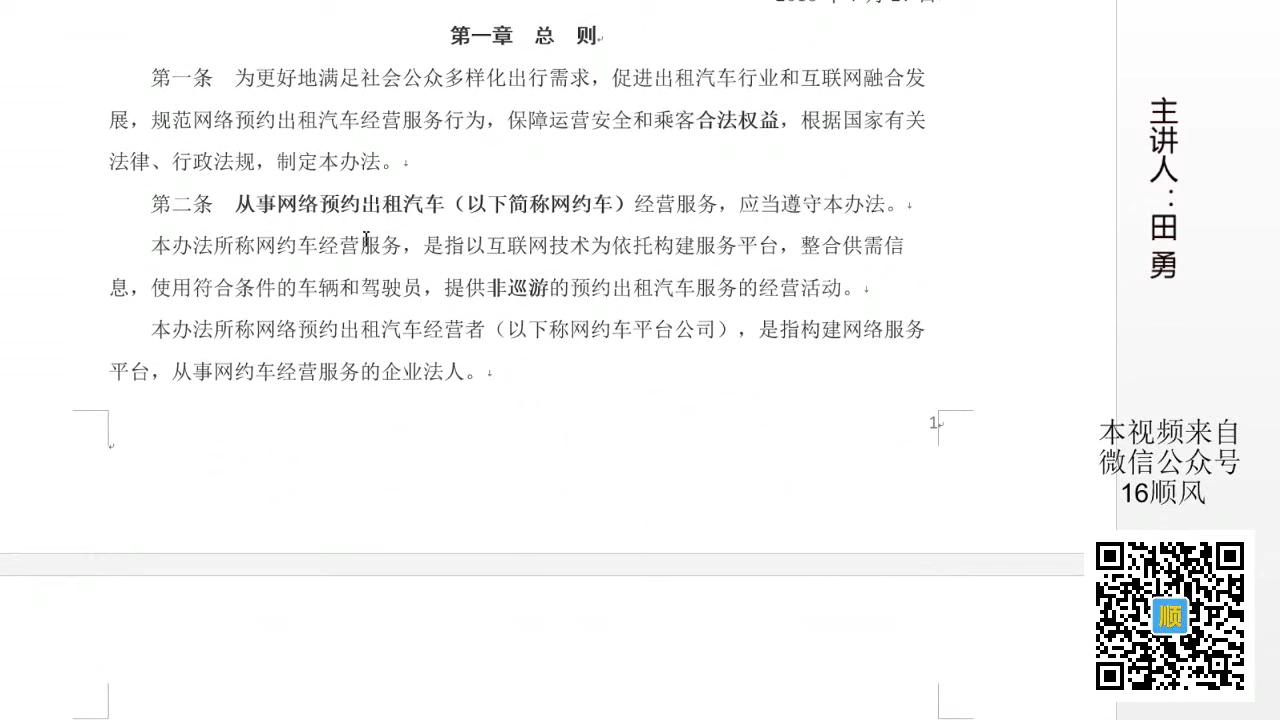 第一章 总 则
第一条 为更好地满足社会公众多样化出行需求，促进出租汽车行业和互联网融合发
展，规范网络预约出租汽车经营服务行为，保障运营安全和乘客合法权益，根据国家有关
法律、行政法规，制定本办法。
第二条 从事网络预约出租汽车（以下简称网约车）经营服务，应当遵守本办法。
本办法所称网约车经营服务，是指以互联网技术为依托构建服务平台，整合供需信
息，使用符合条件的车辆和驾驶员，提供非巡游的预约出租汽车服务的经营活动。
本办法所称网络预约出租汽车经营者（以下称网约车平台公司），是指构建网络服务
平台，从事网约车经营服务的企业法人。
1
主讲人：田勇
本视频来自
微信公众号
16顺风
顺